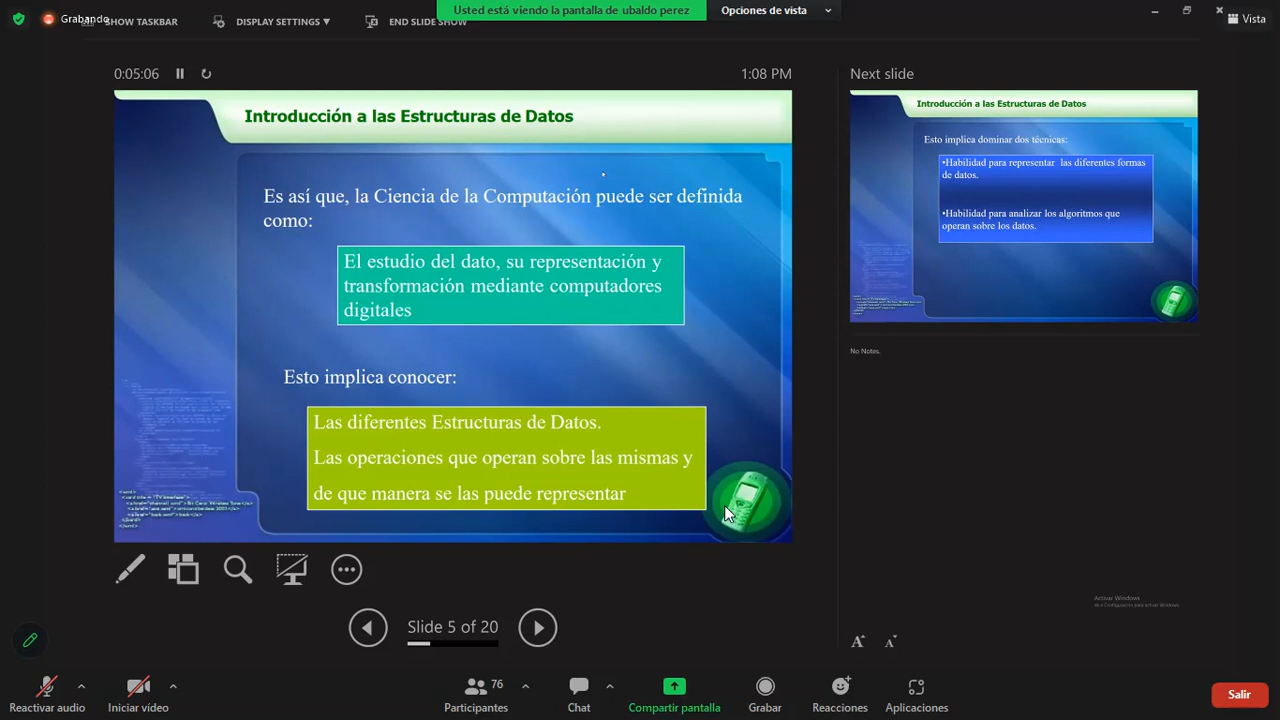 Grabando
SHOW TASKBAR
DISPLAY SETTINGS ▼
END SLIDE SHOW
Usted está viendo la pantalla de ubaldo perez
Opciones de vista
Vista
0:05:06
1:08 PM
Introducción a las Estructuras de Datos
Es así que, la Ciencia de la Computación puede ser definida
como:
El estudio del dato, su representación y
transformación mediante computadores
digitales
Esto implica conocer:
Las diferentes Estructuras de Datos.
Las operaciones que operan sobre las mismas y
de que manera se las puede representar
Next slide
Introducción a las Estructuras de Datos
Esto implica dominar dos técnicas:
•Habilidad para representar las diferentes formas
de datos.
•Habilidad para analizar los algoritmos que
operan sobre los datos.
No Notes.
Activar Windows
Ve a Configuración para activar Windows.
Slide 5 of 20
A
A
Reactivar audio
Iniciar vídeo
76
Participantes
Chat
Compartir pantalla
Grabar
Reacciones
Aplicaciones
Salir